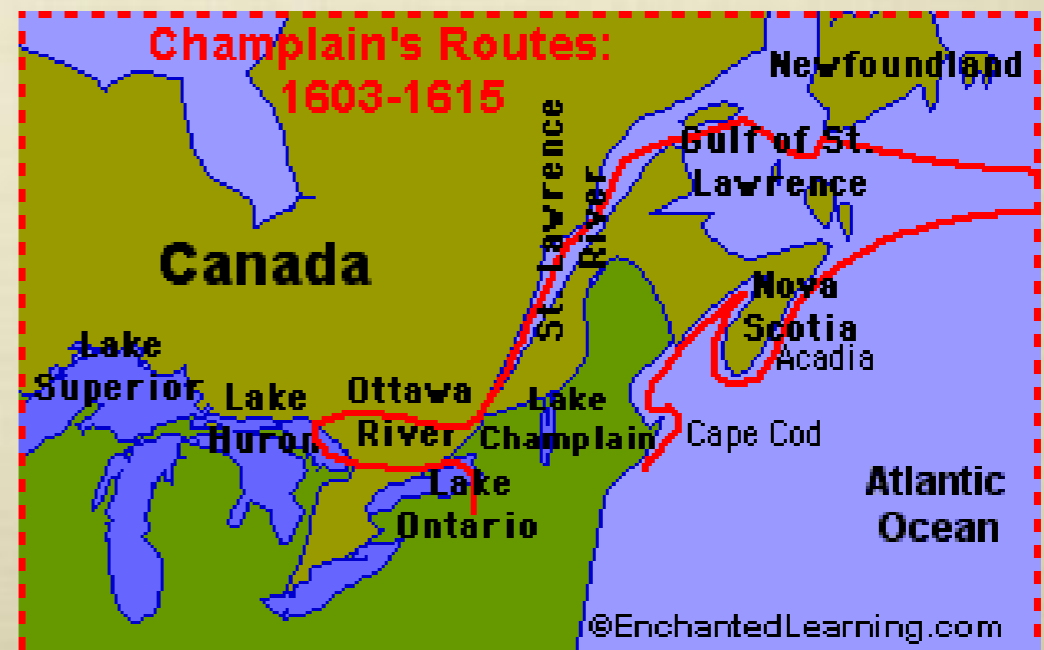 Champlain's Routes:
1603-1615
Newfoundland
St. Lawrence
River
Gulf of St.
Lawrence
Canada
Nova
Scotia
Acadia
Lake
Superior
Lake
Huron
Ottawa
River
Lake
Champlain
Cape Cod
Lake
Ontario
Atlantic
Ocean
©EnchantedLearning.com